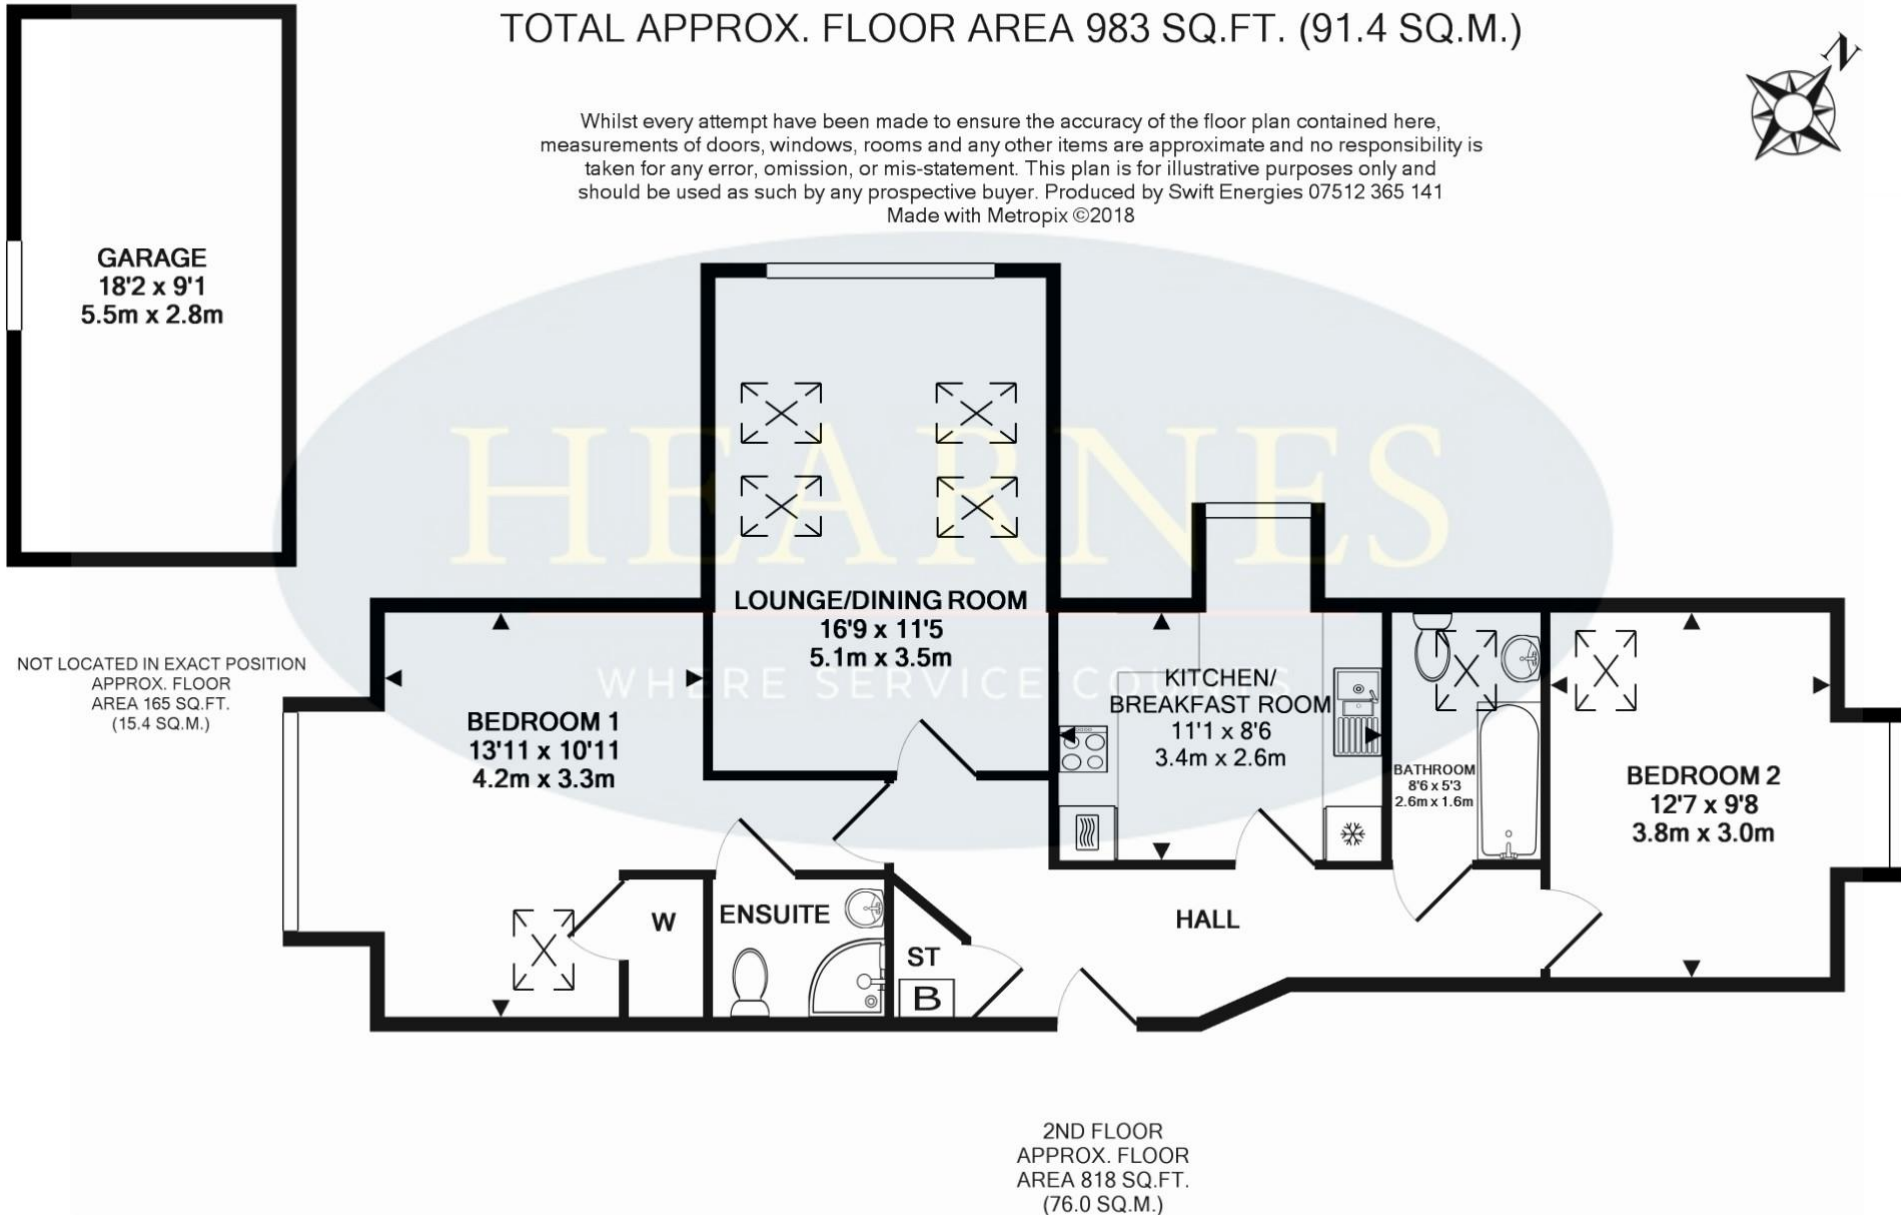 TOTAL APPROX. FLOOR AREA 983 SQ.FT. (91.4 SQ.M.)
N
Whilst every attempt have been made to ensure the accuracy of the floor plan contained here,
measurements of doors, windows, rooms and any other items are approximate and no responsibility is
taken for any error, omission, or mis-statement. This plan is for illustrative purposes only and
should be used as such by any prospective buyer. Produced by Swift Energies 07512 365 141
Made with Metropix ©2018
GARAGE
18'2 x 9'1
5.5m x 2.8m
NOT LOCATED IN EXACT POSITION
APPROX. FLOOR
AREA 165 SQ.FT.
(15.4 SQ.M.)
HEARNES
WHERE SERVICE COUNTS
LOUNGE/DINING ROOM
16'9 x 11'5
5.1m x 3.5m
BEDROOM 1
13'11 x 10'11
4.2m x 3.3m
KITCHEN/
BREAKFAST ROOM
11'1 x 8'6
3.4m x 2.6m
BATHROOM
8'6 x 5'3
2.6m x 1.6m
BEDROOM 2
12'7 x 9'8
3.8m x 3.0m
W
ENSUITE
ST
B
HALL
2ND FLOOR
APPROX. FLOOR
AREA 818 SQ.FT.
(76.0 SQ.M.)